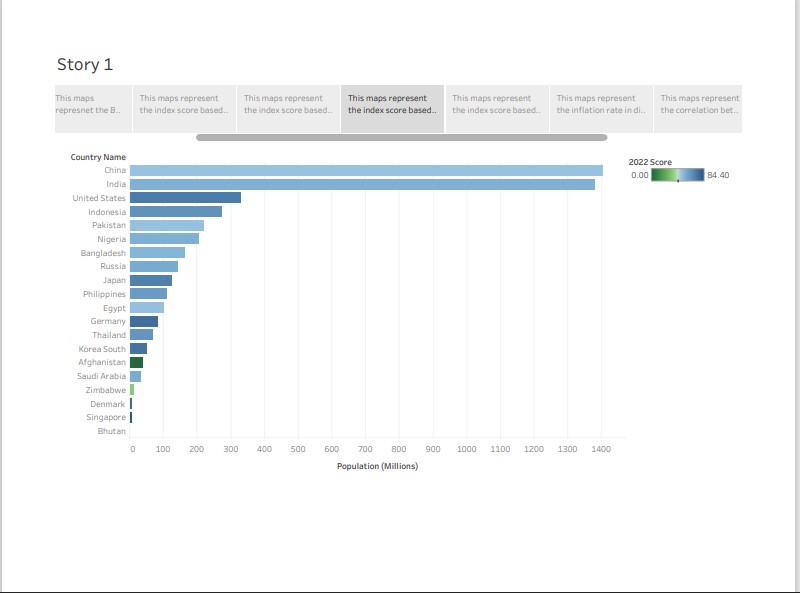 Story 1
This maps
represnet the B..
This maps represent
the index score based..
This maps represent
the index score based..
This maps represent
the index score based..
This maps represent
the index score based..
This maps represent
the inflation rate in di..
This maps represent
the correlation bet..
Country Name
China
India
United States
Indonesia
Pakistan
Nigeria
Bangladesh
Russia
Japan
Philippines
Egypt
Germany
Thailand
Korea South
Afghanistan
Saudi Arabia
Zimbabwe
Denmark
Singapore
Bhutan
0 100 200 300 400 500 600 700 800 900 1000 1100 1200 1300 1400
Population (Millions)
2022 Score
0.00 84.40